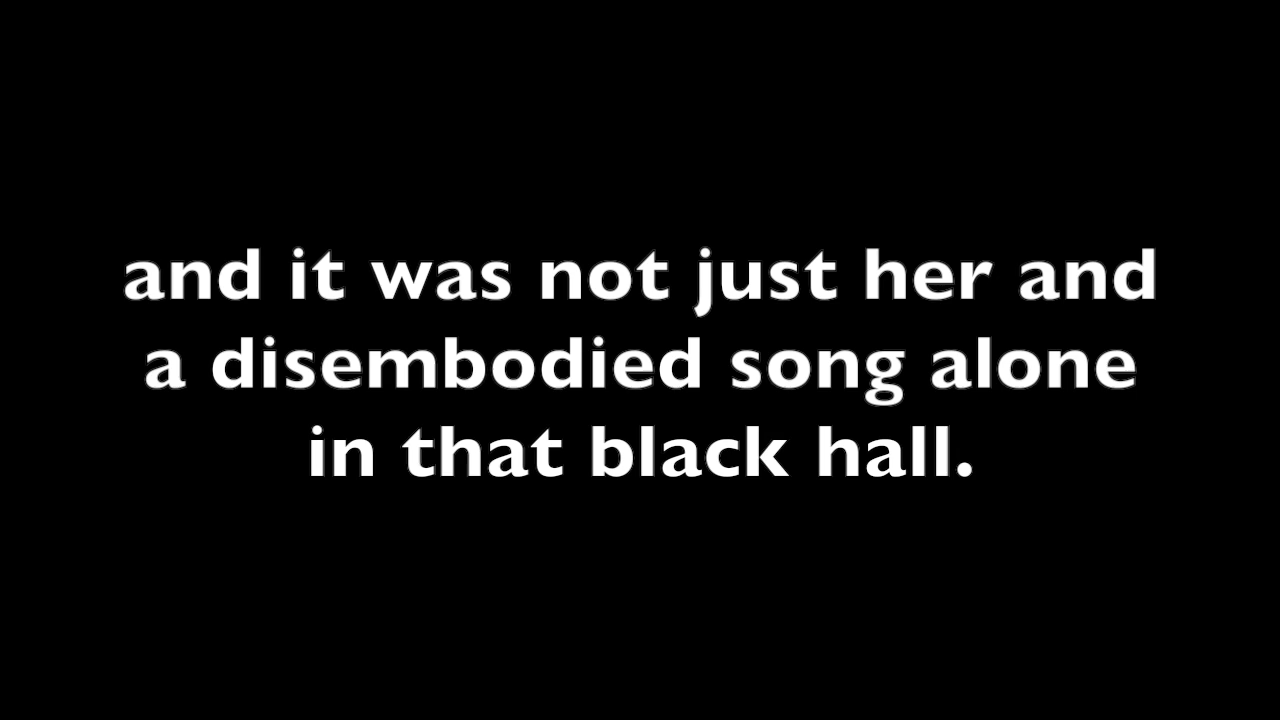 and it was not just her and
a disembodied song alone
in that black hall.